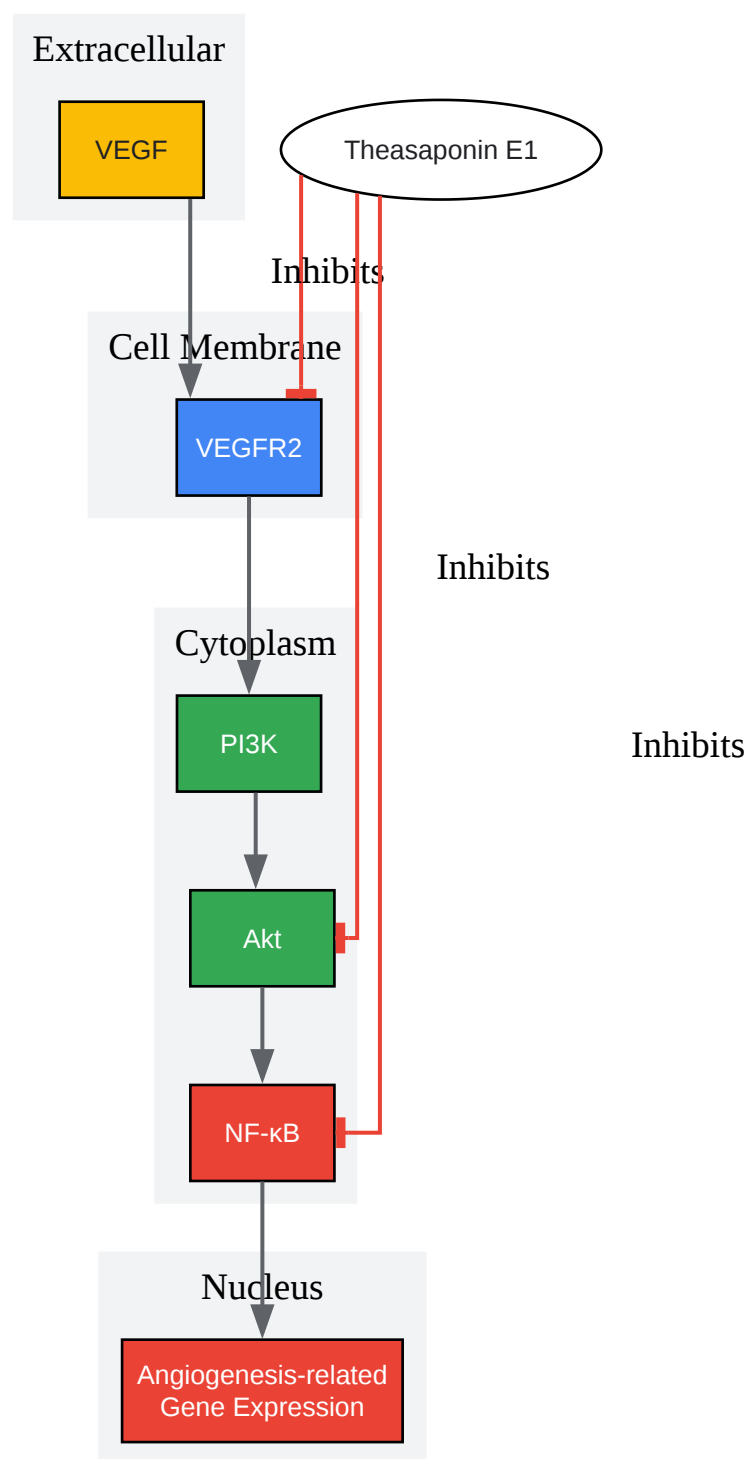 Extracellular
VEGF
Theasaponin E1
Inhibits
Cell Membrane
VEGFR2
Inhibits
Cytoplasm
PI3K
Inhibits
Akt
NF-κB
Nucleus
Angiogenesis-related
Gene Expression